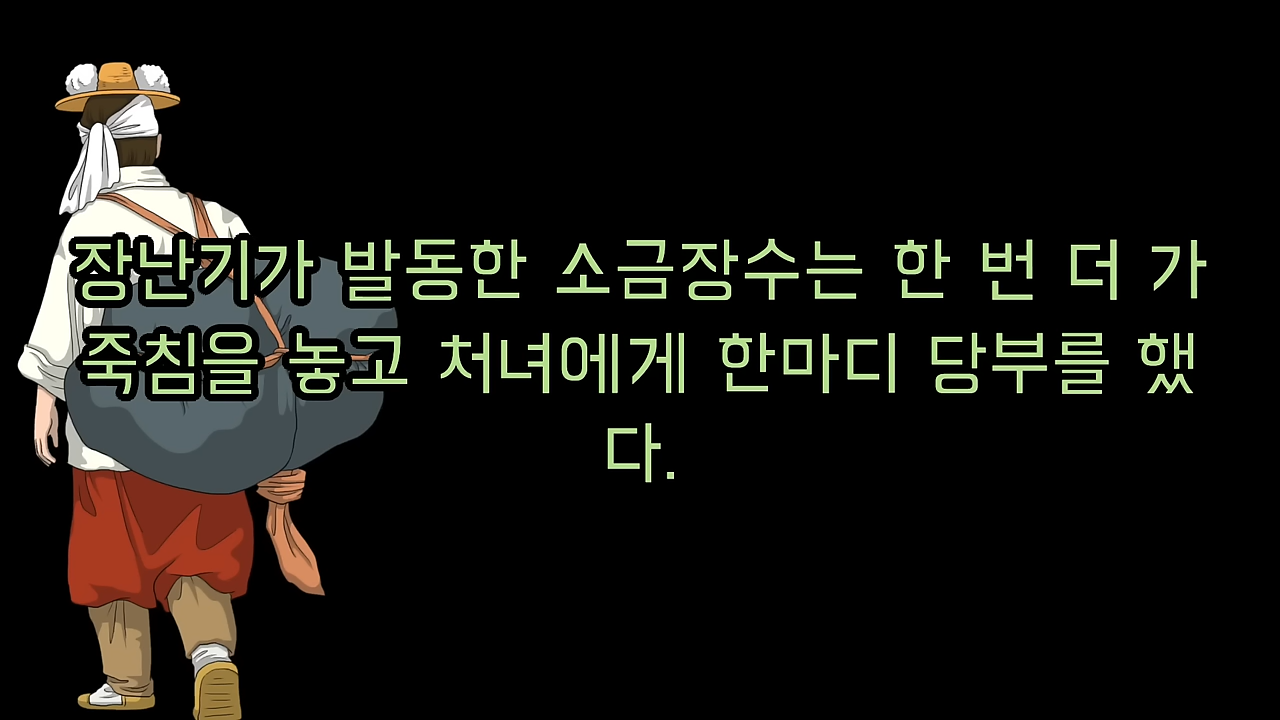 장난기가 발동한 소금장수는 한 번 더 가
죽침을 놓고 처녀에게 한마디 당부를 했
다.